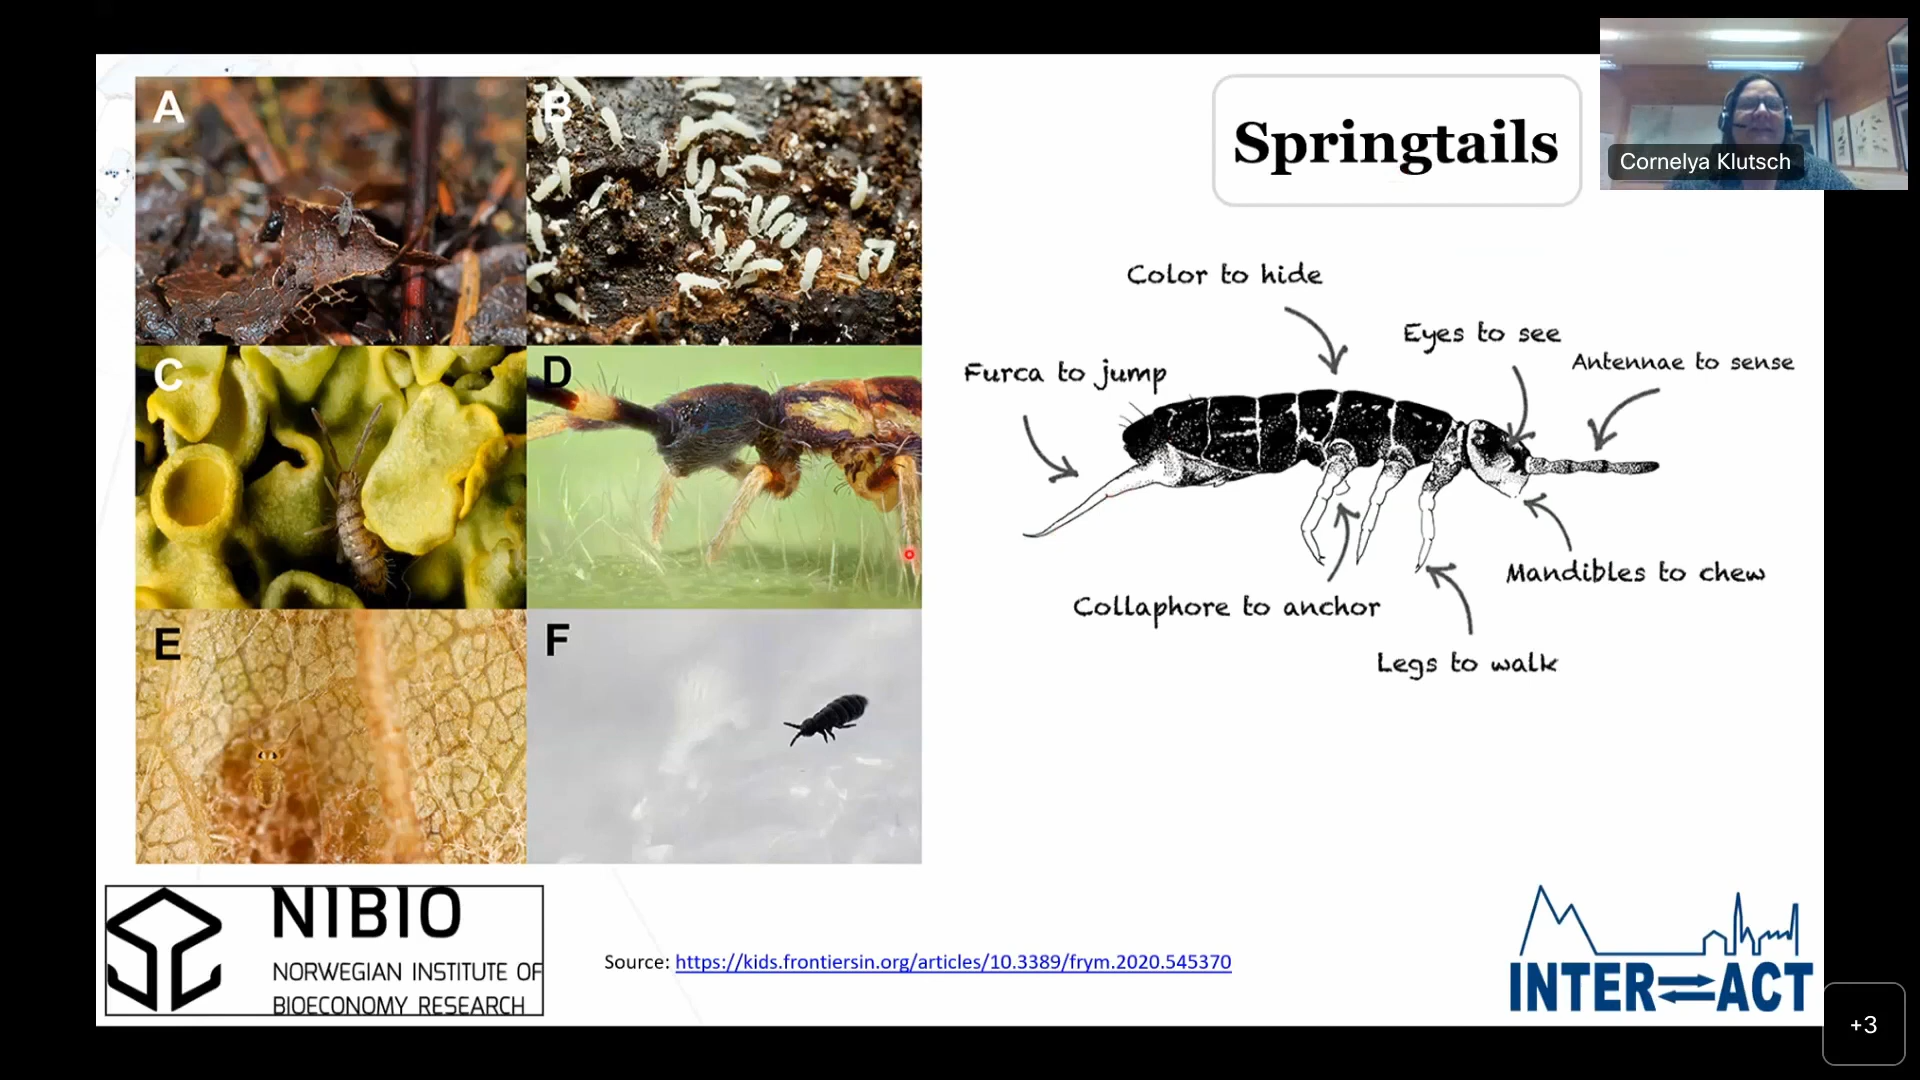 A
B
Springtails
Cornelya Klutsch
Color to hide
Eyes to see
Antennae to sense
Furca to jump
C
D
Mandibles to chew
Collaphore to anchor
Legs to walk
E
F
NIBIO
NORWEGIAN INSTITUTE OF
BIOECONOMY RESEARCH
Source: https://kids.frontiersin.org/articles/10.3389/frym.2020.545370
INTER⇄ACT
+3